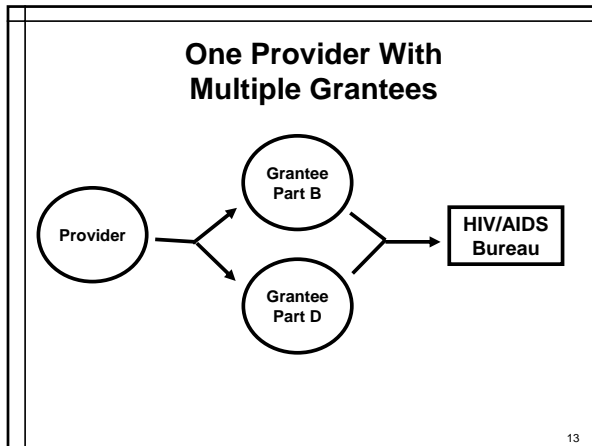 One Provider With
Multiple Grantees
Provider
Grantee
Part B
Grantee
Part D
HIV/AIDS
Bureau
13